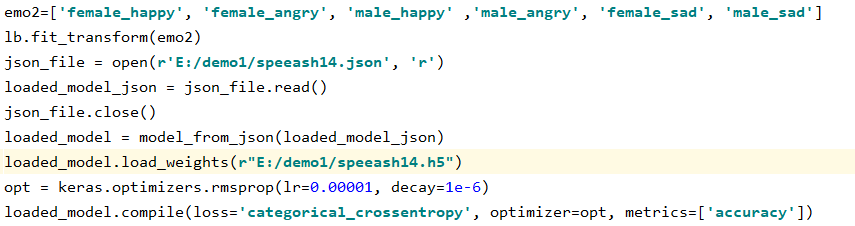 emo2=['female_happy', 'female_angry', 'male_happy' ,'male_angry', 'female_sad', 'male_sad']
lb.fit_transform(emo2)
json_file = open(r'E:/demo1/speeash14.json', 'r')
loaded_model_json = json_file.read()
json_file.close()
loaded_model = model_from_json(loaded_model_json)
loaded_model.load_weights(r"E:/demo1/speeash14.h5")
opt = keras.optimizers.rmsprop(lr=0.00001, decay=1e-6)
loaded_model.compile(loss='categorical_crossentropy', optimizer=opt, metrics=['accuracy'])